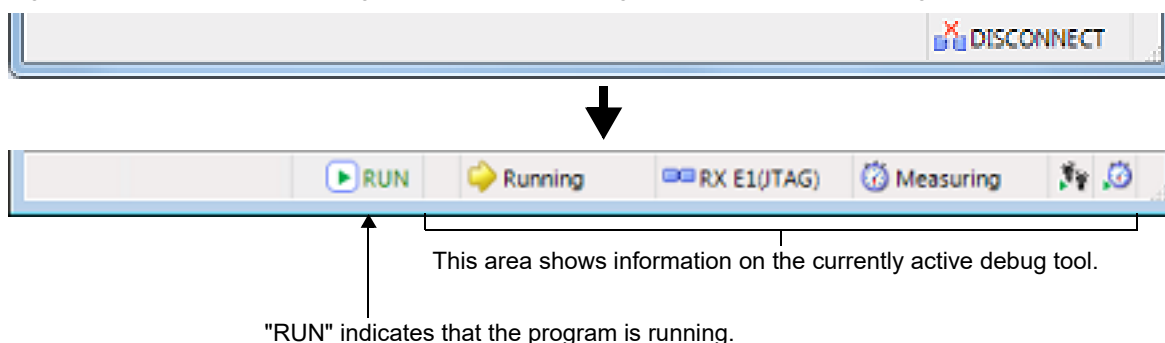 DISCONNECT
RUN Running RX E1(JTAG) Measuring
This area shows information on the currently active debug tool.
"RUN" indicates that the program is running.